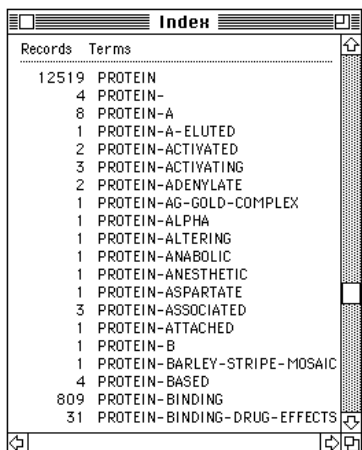 Index
Records Terms
12519 PROTEIN
4 PROTEIN-
8 PROTEIN-A
1 PROTEIN-A-ELUTED
2 PROTEIN-ACTIVATED
3 PROTEIN-ACTIVATING
2 PROTEIN-ADENYLATE
1 PROTEIN-AG-GOLD-COMPLEX
1 PROTEIN-ALPHA
1 PROTEIN-ALTERING
1 PROTEIN-ANABOLIC
1 PROTEIN-ANESTHETIC
1 PROTEIN-ASPARTATE
3 PROTEIN-ASSOCIATED
1 PROTEIN-ATTACHED
1 PROTEIN-B
1 PROTEIN-BARLEY-STRIPE-MOSAIC
4 PROTEIN-BASED
809 PROTEIN-BINDING
31 PROTEIN-BINDING-DRUG-EFFECTS